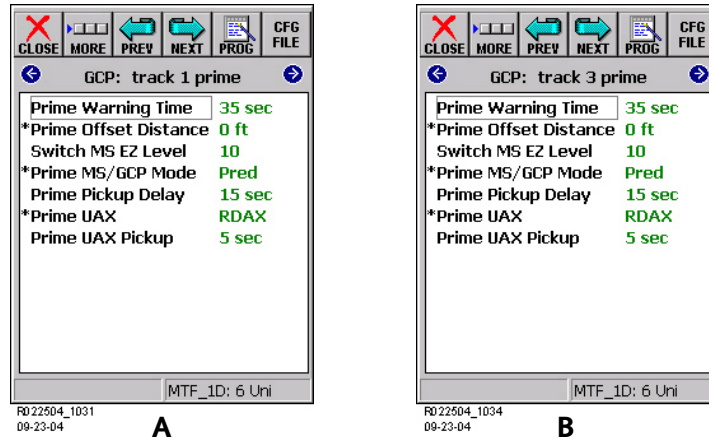 CLOSE MORE PREV NEXT PROG CFG FILE
GCP: track 1 prime
Prime Warning Time 35 sec
*Prime Offset Distance 0 ft
Switch MS EZ Level 10
*Prime MS/GCP Mode Pred
Prime Pickup Delay 15 sec
*Prime UAX RDAX
Prime UAX Pickup 5 sec
MTF_1D: 6 Uni
R022504_1031
09-23-04
A
CLOSE MORE PREV NEXT PROG CFG FILE
GCP: track 3 prime
Prime Warning Time 35 sec
*Prime Offset Distance 0 ft
Switch MS EZ Level 10
*Prime MS/GCP Mode Pred
Prime Pickup Delay 15 sec
*Prime UAX RDAX
Prime UAX Pickup 5 sec
MTF_1D: 6 Uni
R022504_1034
09-23-04
B